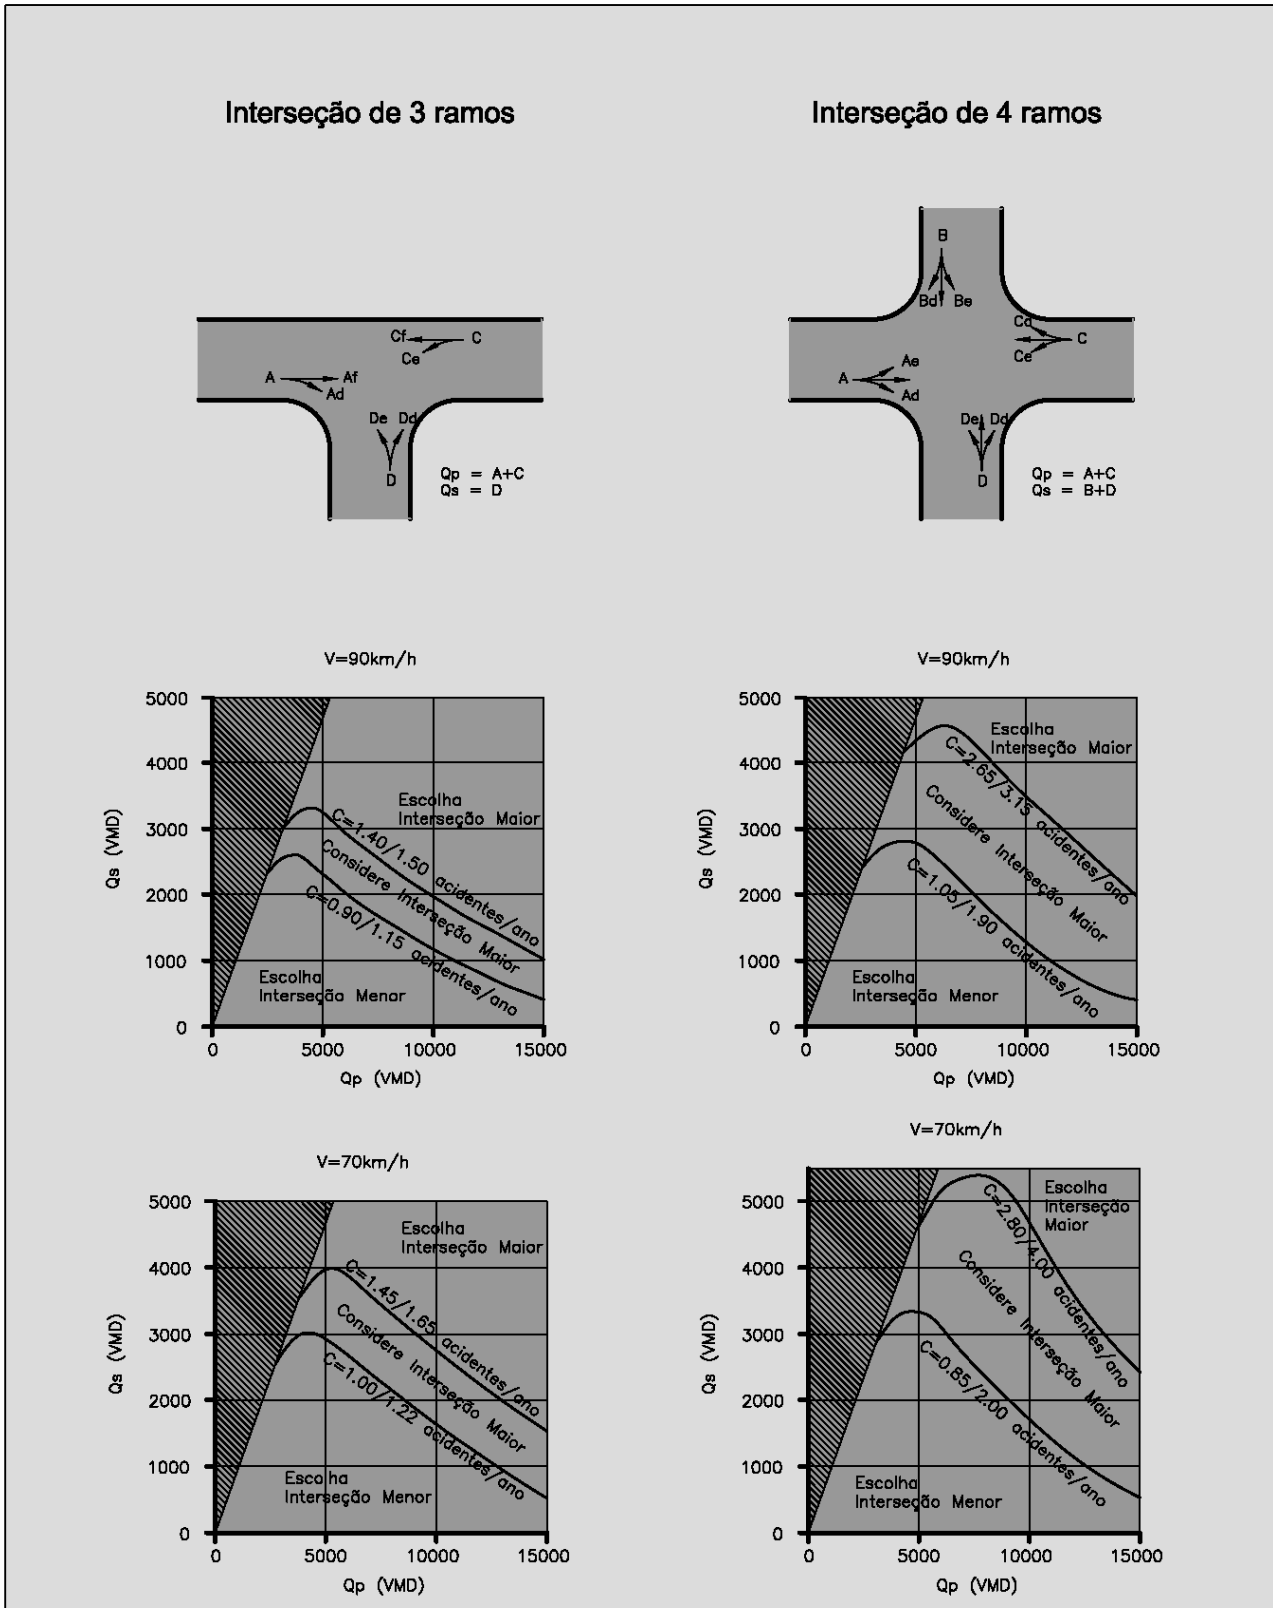 Interseção de 3 ramos
Interseção de 4 ramos
Cf
C
Ce
A
Af
Ad
De
Dd
D
Qp = A+C
Qs = D
B
Bd
Be
Cd
C
Ce
Ae
A
Ad
De
Dd
D
Qp = A+C
Qs = B+D
V=90km/h
5000
4000
3000
2000
1000
0
Qs (VMD)
Escolha
Interseção Maior
C=1.40/1.50 acidentes/ano
Considere Interseção Maior
C=0.90/1.15 acidentes/ano
Escolha
Interseção Menor
0
5000
10000
15000
Qp (VMD)
V=90km/h
5000
4000
3000
2000
1000
0
Qs (VMD)
Escolha
Interseção Maior
C=2.65/3.15 acidentes/ano
Considere Interseção Maior
C=1.05/1.90 acidentes/ano
Escolha
Interseção Menor
0
5000
10000
15000
Qp (VMD)
V=70km/h
5000
4000
3000
2000
1000
0
Qs (VMD)
Escolha
Interseção Maior
C=1.45/1.65 acidentes/ano
Considere Interseção Maior
C=1.00/1.22 acidentes/ano
Escolha
Interseção Menor
0
5000
10000
15000
Qp (VMD)
V=70km/h
5000
4000
3000
2000
1000
0
Qs (VMD)
Escolha
Interseção
Maior
C=2.80/4.00 acidentes/ano
Considere Interseção Maior
C=0.85/2.00 acidentes/ano
Escolha
Interseção Menor
0
5000
10000
15000
Qp (VMD)